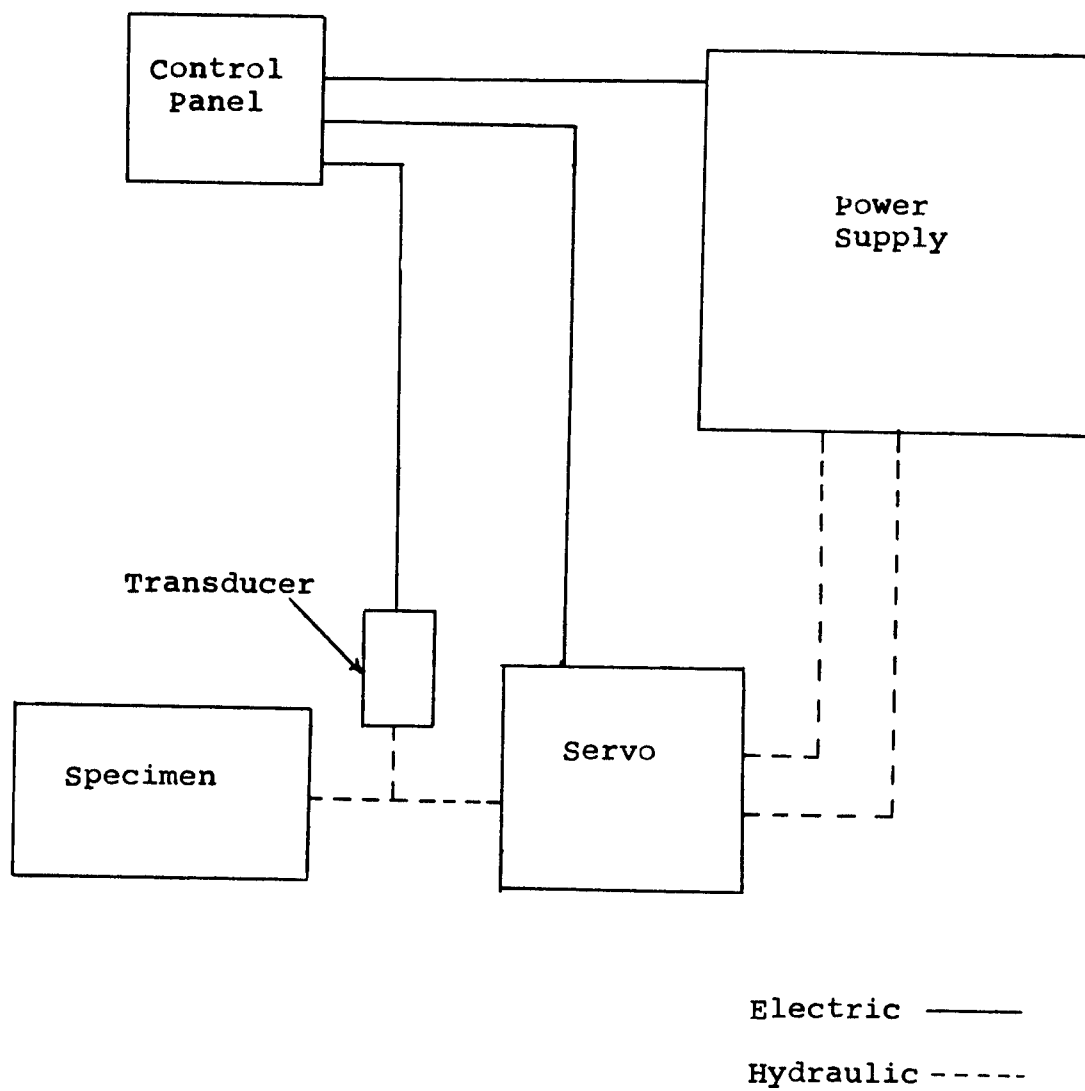 Control
Panel
Power
Supply
Transducer
Specimen
Servo
Electric
Hydraulic